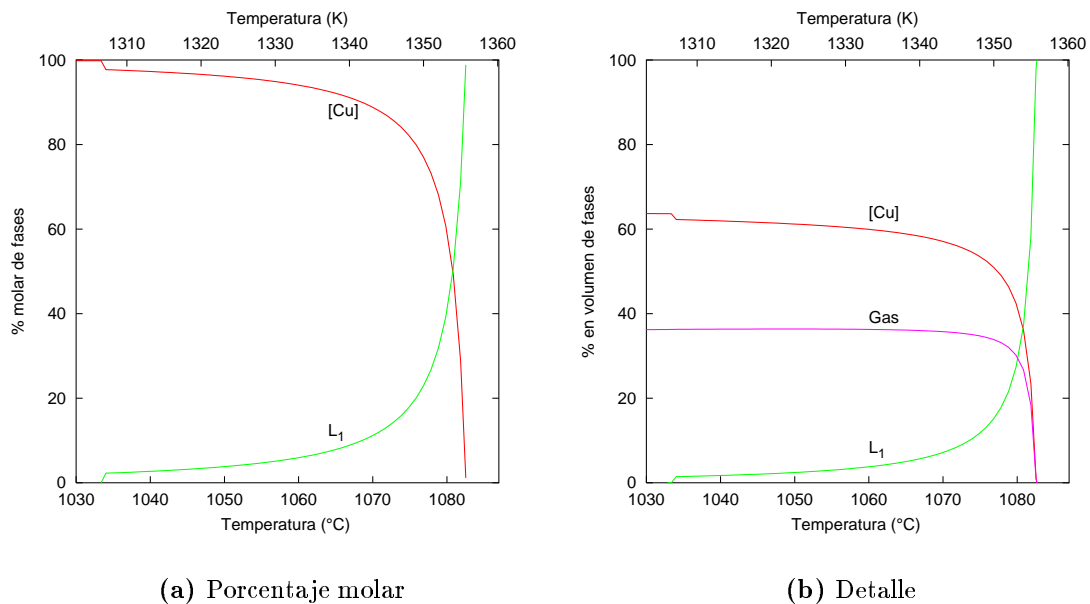 Temperatura (K)
1310 1320 1330 1340 1350 1360
100
80
60
40
20
0
% molar de fases
[Cu]
L1
1030 1040 1050 1060 1070 1080
Temperatura (°C)
(a) Porcentaje molar
Temperatura (K)
1310 1320 1330 1340 1350 1360
100
80
60
40
20
0
% en volumen de fases
[Cu]
Gas
L1
1030 1040 1050 1060 1070 1080
Temperatura (°C)
(b) Detalle